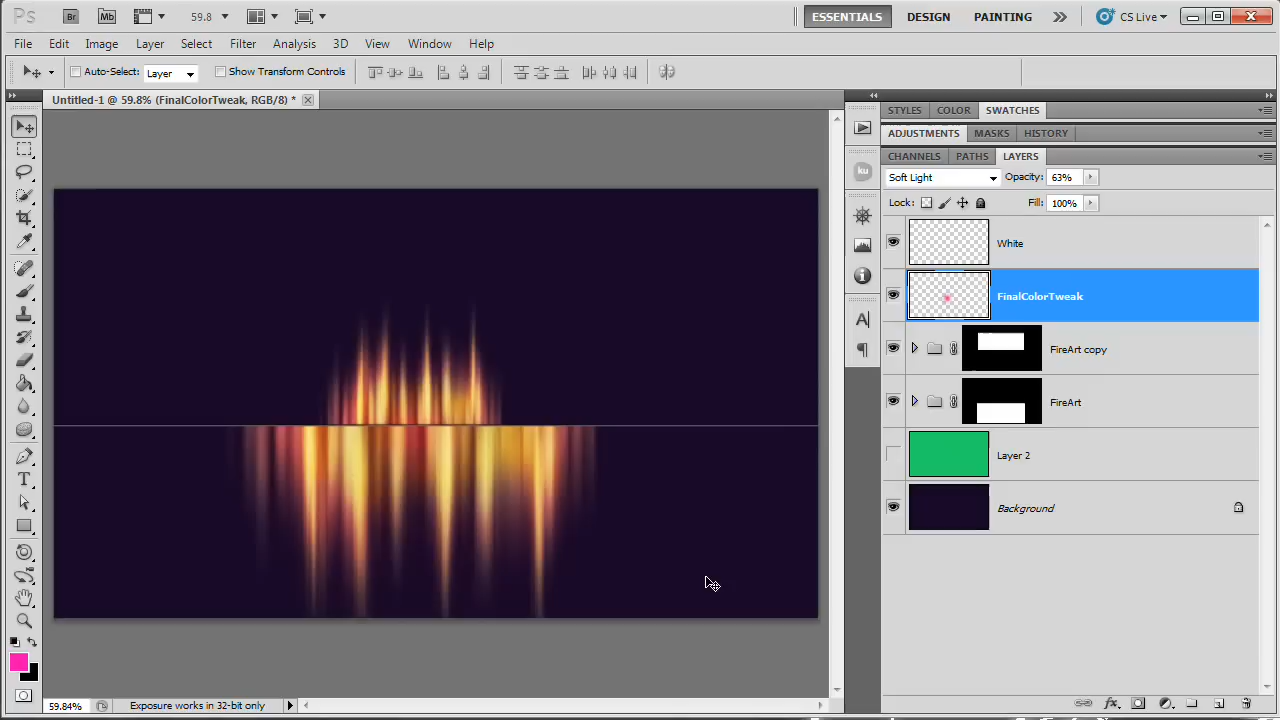 Ps Br Mb 59.8 ESSENTIALS DESIGN PAINTING CS Live
File Edit Image Layer Select Filter Analysis 3D View Window Help
Auto-Select: Layer Show Transform Controls
Untitled-1 @ 59.8% (FinalColorTweak, RGB/8) *
STYLES COLOR SWATCHES
ADJUSTMENTS MASKS HISTORY
CHANNELS PATHS LAYERS
Soft Light Opacity: 63%
Lock: Fill: 100%
White
FinalColorTweak
FireArt copy
FireArt
Layer 2
Background
59.84% Exposure works in 32-bit only